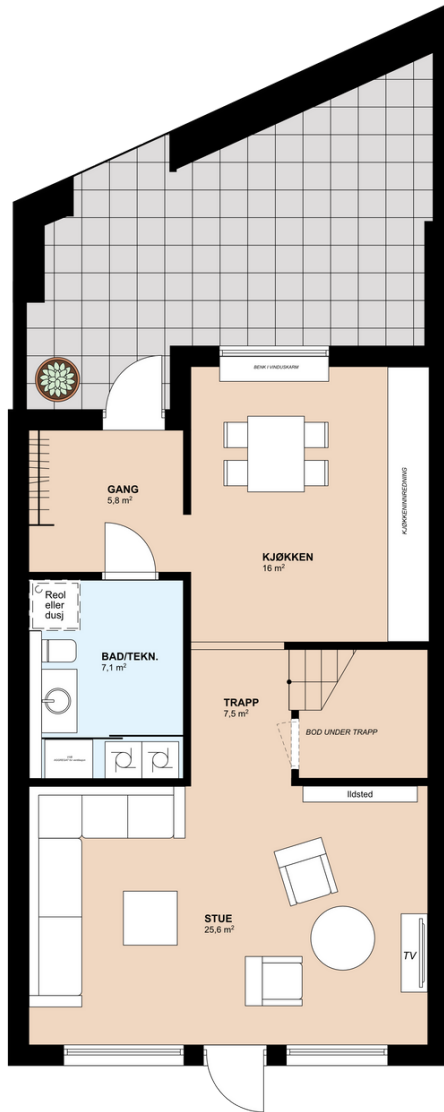 BENK I VINDUSKARM
GANG
5,8 m²
KJØKKENINNREDNING
KJØKKEN
16 m²
Reol
eller
dusj
BAD/TEKN.
7,1 m²
TRAPP
7,5 m²
BOD UNDER TRAPP
Ildsted
STUE
25,6 m²
TV